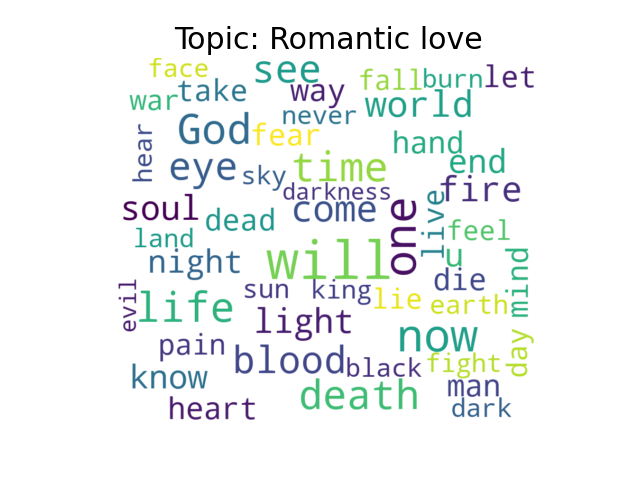 Topic: Romantic love
face see fall burn let
war take way world
never
hear God fear hand
eye sky time end
darkness fire
soul dead come one live
land feel
night will u mind
evil sun king die
life lie earth
light now day
pain blood black fight
know death man
heart dark